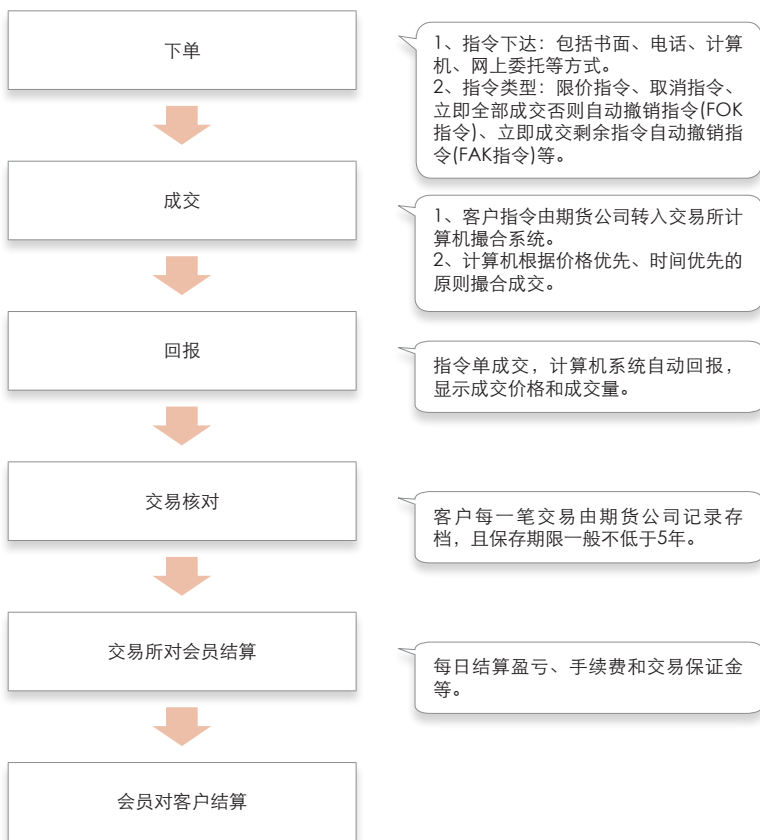 下单
1、指令下达：包括书面、电话、计算
机、网上委托等方式。
2、指令类型：限价指令、取消指令、
立即全部成交否则自动撤销指令(FOK
指令)、立即成交剩余指令自动撤销指
令(FAK指令)等。
成交
1、客户指令由期货公司转入交易所计
算机撮合系统。
2、计算机根据价格优先、时间优先的
原则撮合成交。
回报
指令单成交，计算机系统自动回报，
显示成交价格和成交量。
交易核对
客户每一笔交易由期货公司记录存
档，且保存期限一般不低于5年。
交易所对会员结算
每日结算盈亏、手续费和交易保证金
等。
会员对客户结算